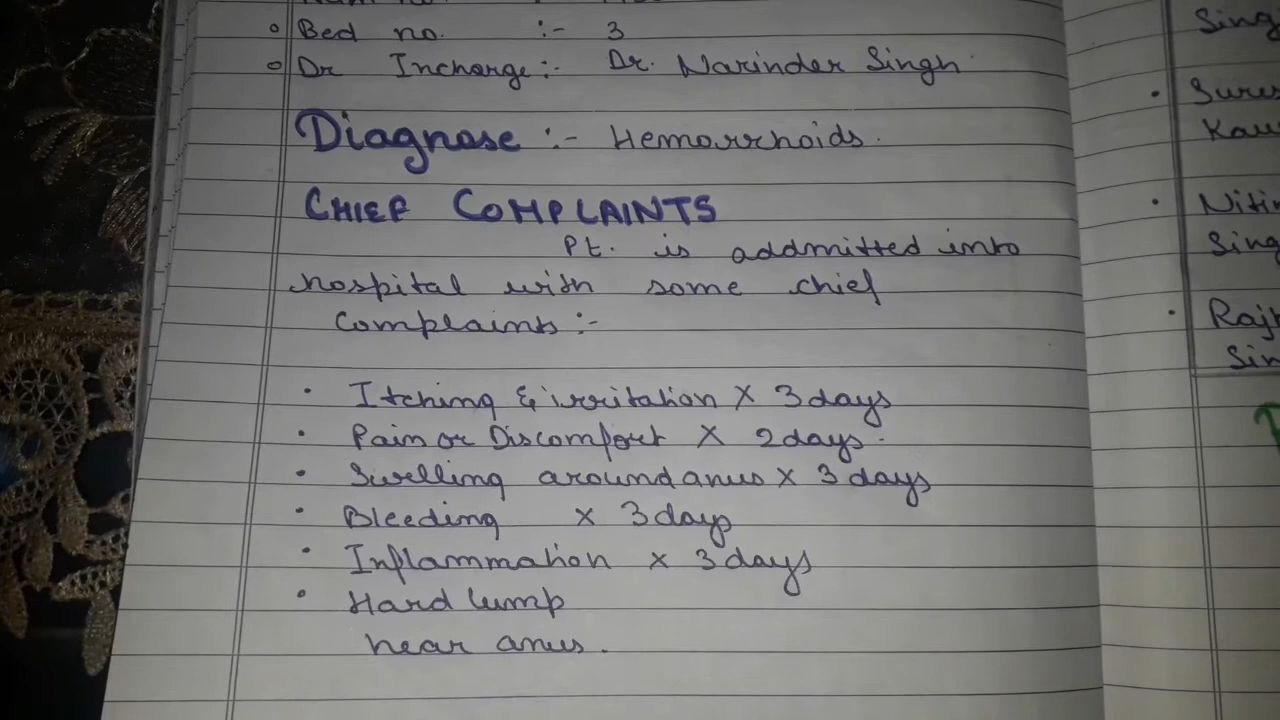 Bed no. :- 3
Dr Incharge:- Dr. Narinder Singh.
Diagnose :- Hemorrhoids.
CHIEF COMPLAINTS
Pt. is addmitted into
hospital with some chief
complaints:-
• Itching & irritation X 3 days
• Pain or Discomfort X 2 days.
• Swelling around anus X 3 days
• Bleeding X 3 days
• Inflammation X 3 days
• Hard lump
near anus.